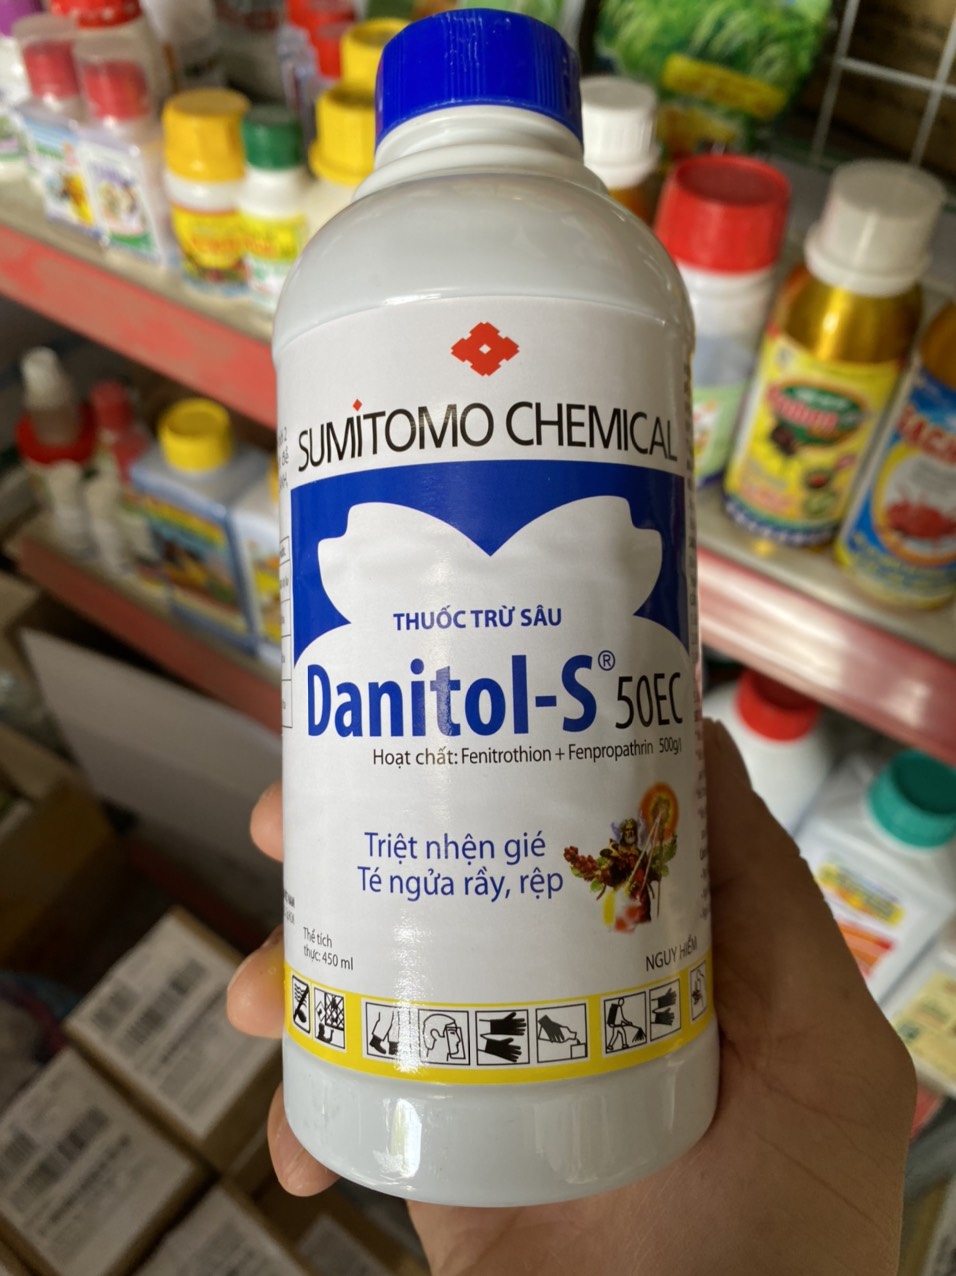 SUMITOMO CHEMICAL
THUỐC TRỪ SÂU
Danitol-S® 50EC
Hoạt chất: Fenitrothion + Fenpropathrin 500g/l
Triệt nhện gié
Té ngửa rầy, rệp
Thể tích
thực: 450 ml
NGUY HIỂM